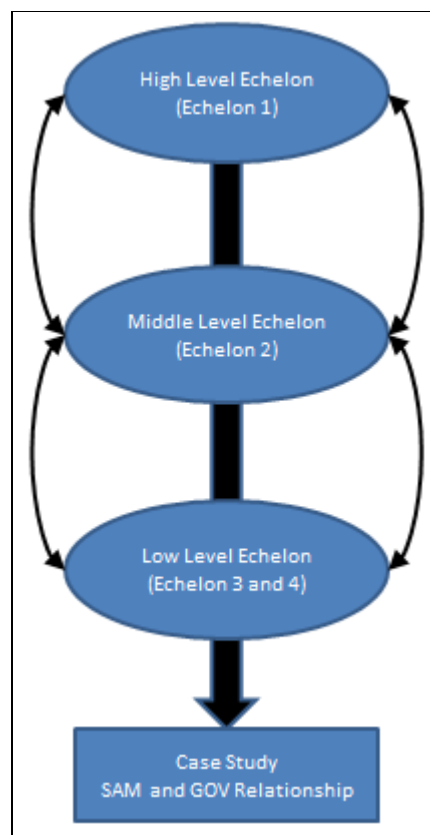 High Level Echelon
(Echelon 1)
Middle Level Echelon
(Echelon 2)
Low Level Echelon
(Echelon 3 and 4)
Case Study
SAM and GOV Relationship